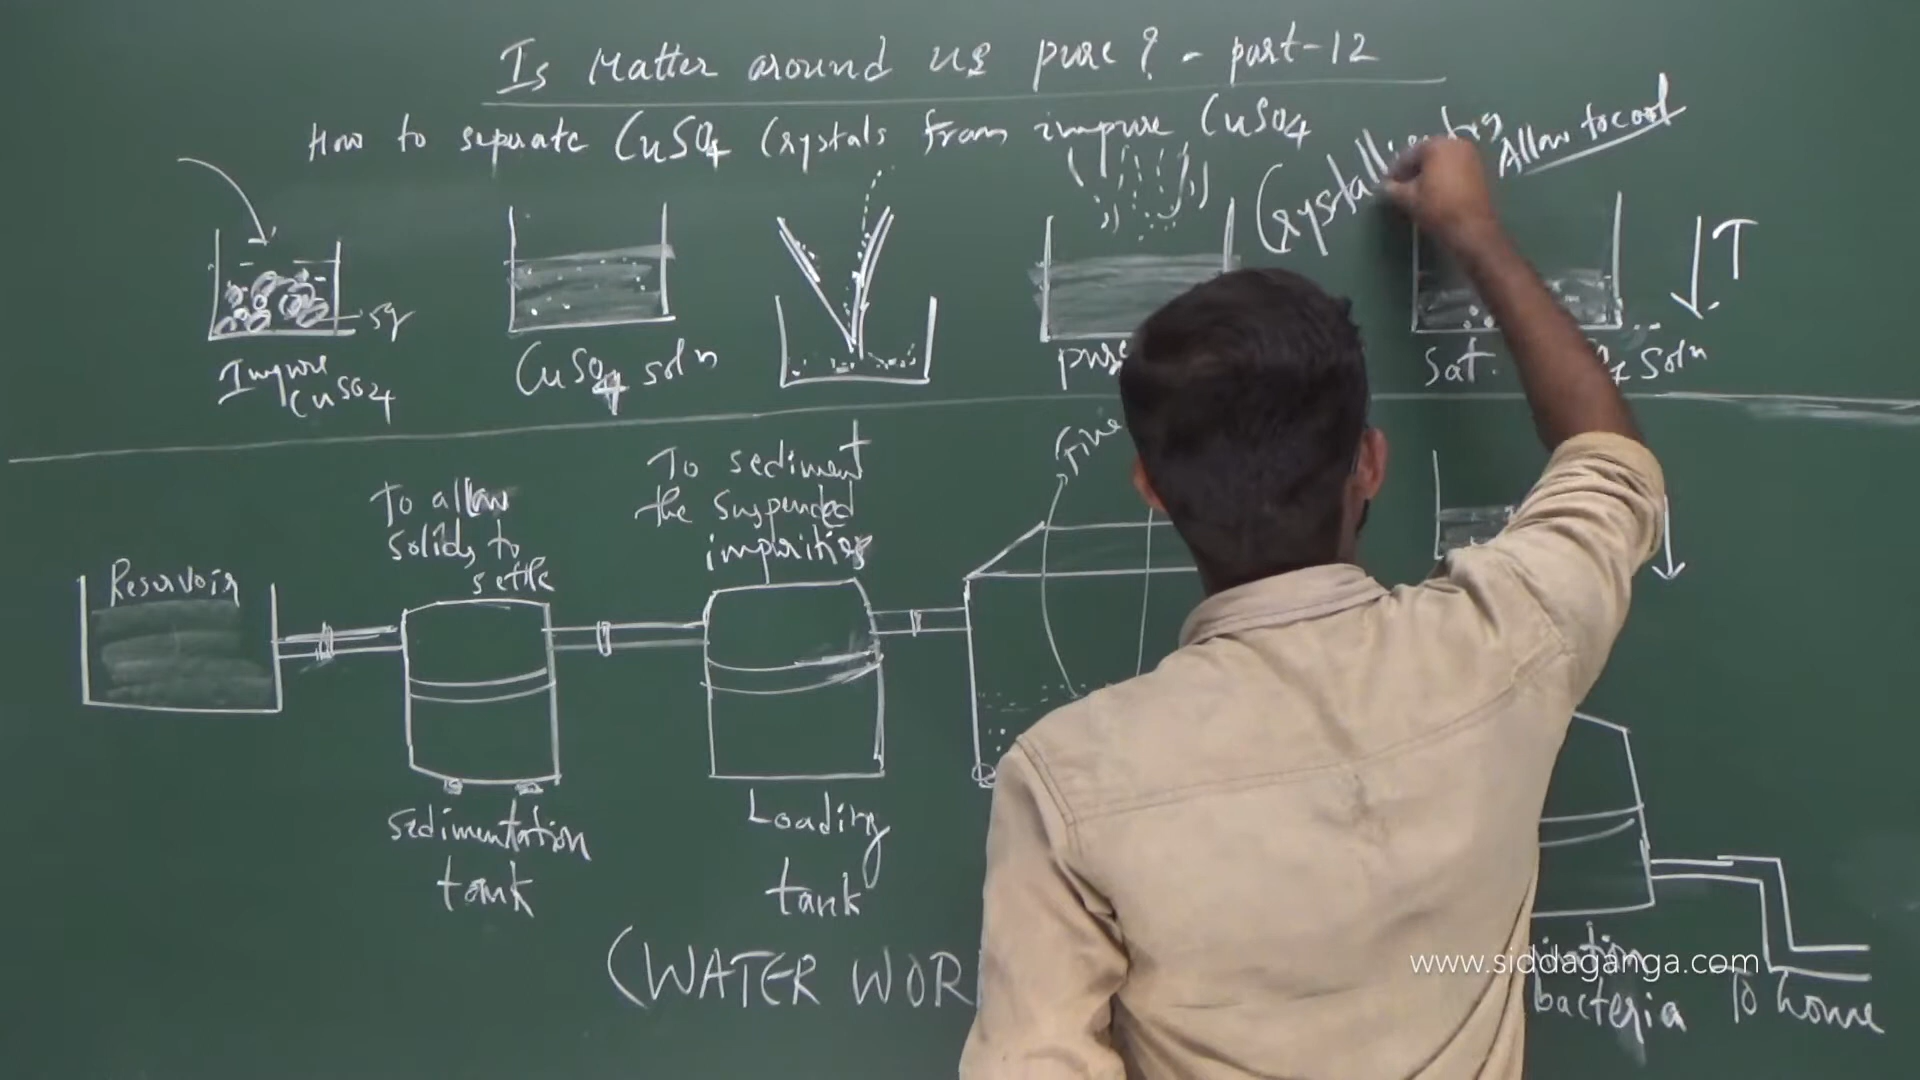 Is Matter around us pure? - part-12
How to separate CuSO4 Crystals from impure CuSO4
Allow to cool
T
Impure
CuSO4
CuSO4 soln
Sat.
soln
To allow
solids to
settle
To sediment
the suspended
impurities
Reservoir
Sedimentation
tank
Loading
tank
(WATER WOR
www.siddaganga.com
bacteria
To home